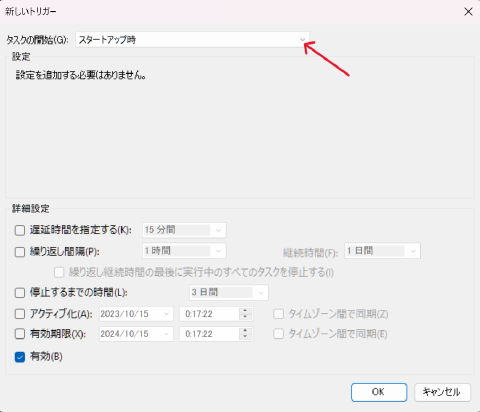 新しいトリガー
タスクの開始(G): スタートアップ時
設定
設定を追加する必要はありません。
詳細設定
遅延時間を指定する(K): 15 分間
繰り返し間隔(P): 1 時間 継続時間(F): 1 日間
繰り返し継続時間の最後に実行中のすべてのタスクを停止する(I)
停止するまでの時間(L): 3 日間
アクティブ化(A): 2023/10/15 0:17:22 タイムゾーン間で同期(Z)
有効期限(X): 2024/10/15 0:17:22 タイムゾーン間で同期(E)
有効(B)
OK キャンセル